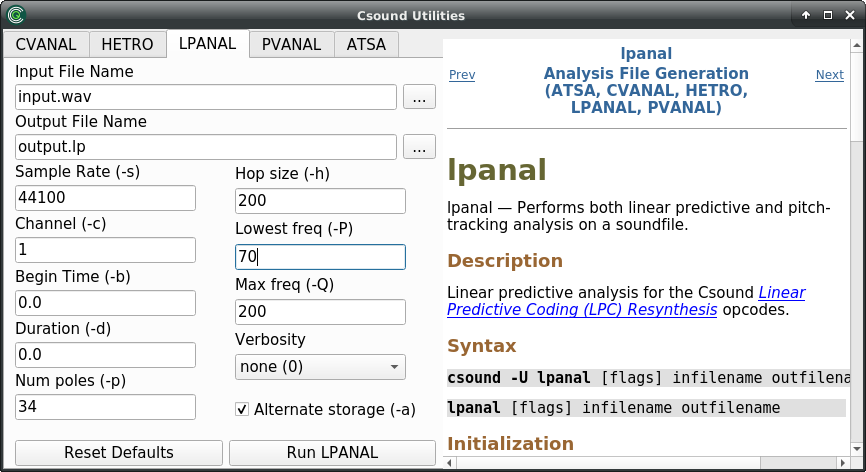 Csound Utilities
CVANAL HETRO LPANAL PVANAL ATSA
Input File Name
input.wav ...
Output File Name
output.lp ...
Sample Rate (-s)
44100
Channel (-c)
1
Begin Time (-b)
0.0
Duration (-d)
0.0
Num poles (-p)
34
Hop size (-h)
200
Lowest freq (-P)
70
Max freq (-Q)
200
Verbosity
none (0)
Alternate storage (-a)
Reset Defaults Run LPANAL
lpanal
Prev Analysis File Generation Next
(ATSA, CVANAL, HETRO,
LPANAL, PVANAL)
lpanal
lpanal — Performs both linear predictive and pitch-
tracking analysis on a soundfile.
Description
Linear predictive analysis for the Csound Linear
Predictive Coding (LPC) Resynthesis opcodes.
Syntax
csound -U lpanal [flags] infilename outfilena
lpanal [flags] infilename outfilename
Initialization